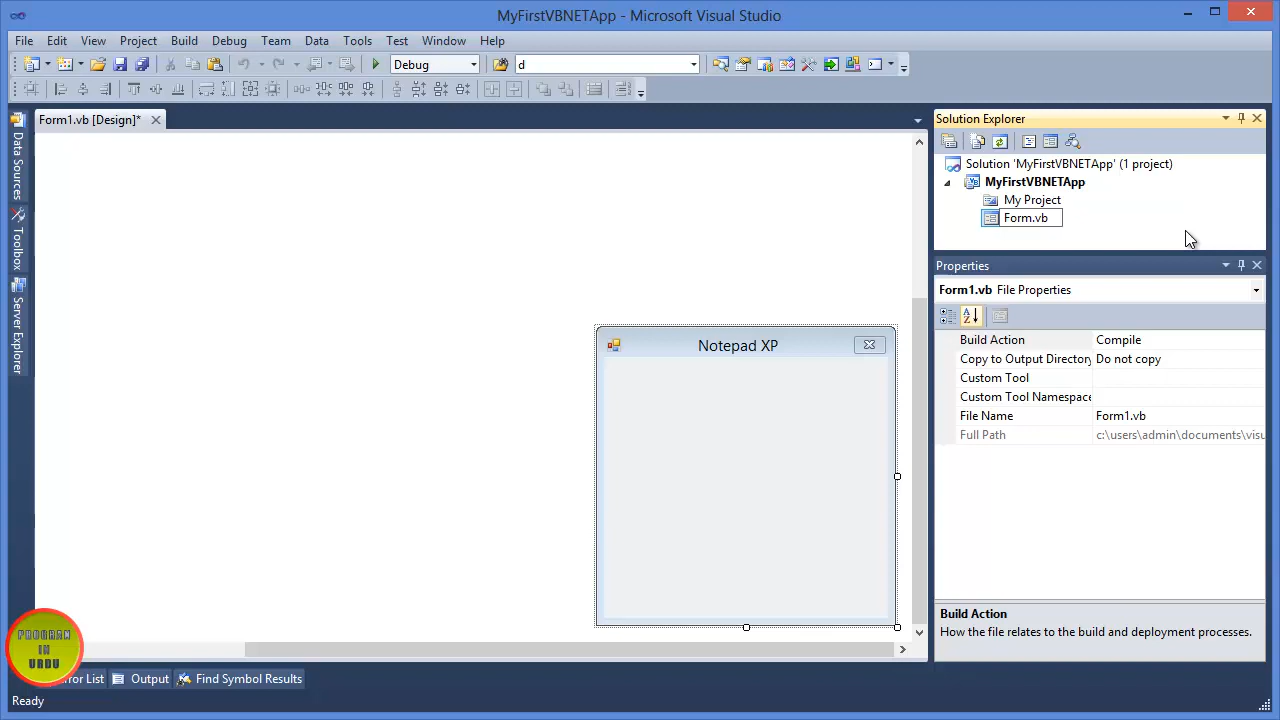 MyFirstVBNETApp - Microsoft Visual Studio
File Edit View Project Build Debug Team Data Tools Test Window Help
Debug d
Form1.vb [Design]*
Data Sources
Toolbox
Server Explorer
Notepad XP
Solution Explorer
Solution 'MyFirstVBNETApp' (1 project)
MyFirstVBNETApp
My Project
Form.vb
Properties
Form1.vb File Properties
Build Action Compile
Copy to Output Directory Do not copy
Custom Tool
Custom Tool Namespace
File Name Form1.vb
Full Path c:\users\admin\documents\visu
Build Action
How the file relates to the build and deployment processes.
PROGRAM
IN
URDU
ror List Output Find Symbol Results
Ready